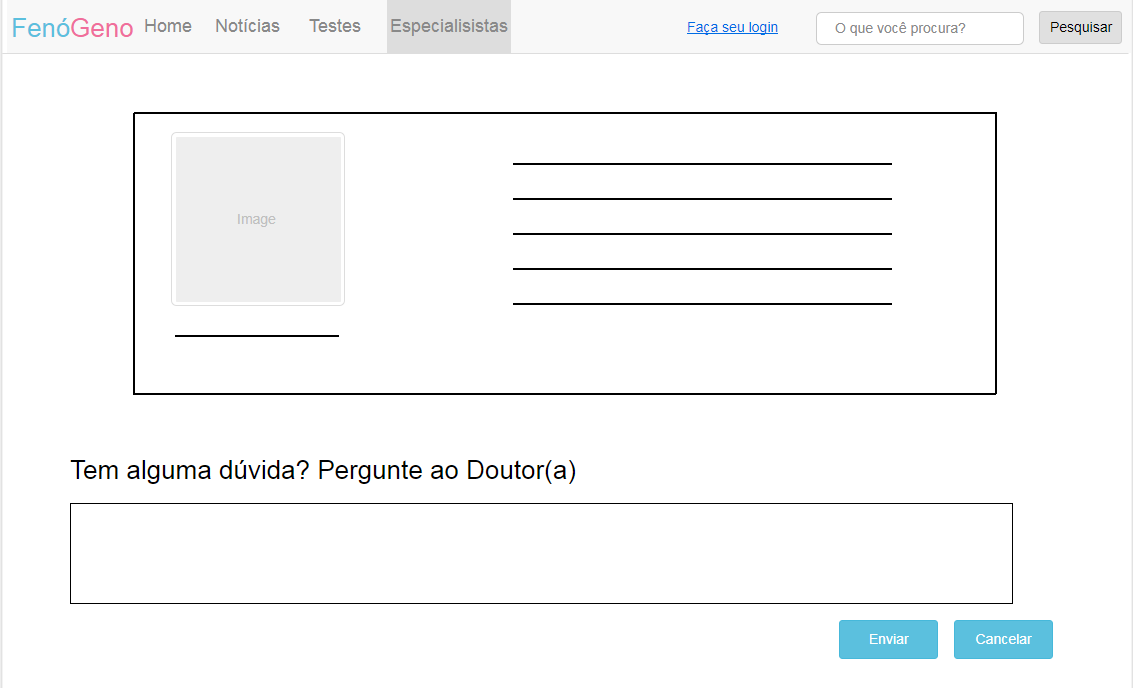 FenóGeno Home Notícias Testes Especialisistas Faça seu login O que você procura? Pesquisar
Image
Tem alguma dúvida? Pergunte ao Doutor(a)
Enviar Cancelar